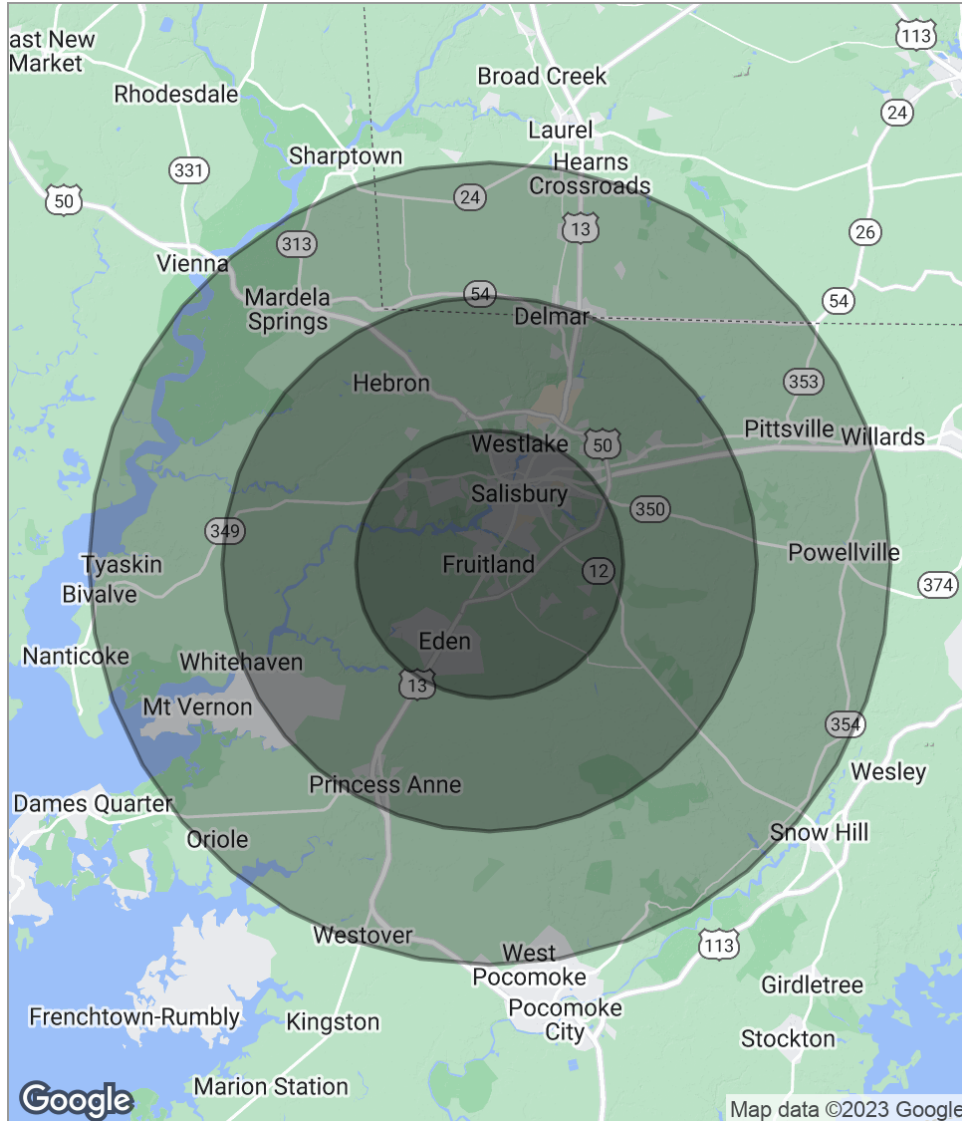 113
ast New
Market
Broad Creek
Rhodesdale
24
Laurel
Sharptown
Hearns
Crossroads
331
50
24
13
26
313
Vienna
Mardela
Springs
54
54
Delmar
Hebron
353
Pittsville
Willards
Westlake
50
Salisbury
350
349
Tyaskin
Fruitland
12
Powellville
374
Bivalve
Eden
Nanticoke
Whitehaven
13
Mt Vernon
354
Wesley
Princess Anne
Dames Quarter
Oriole
Snow Hill
Westover
113
West
Pocomoke
Girdletree
Frenchtown-Rumbly
Kingston
Pocomoke
City
Stockton
Marion Station
Google
Map data ©2023 Google